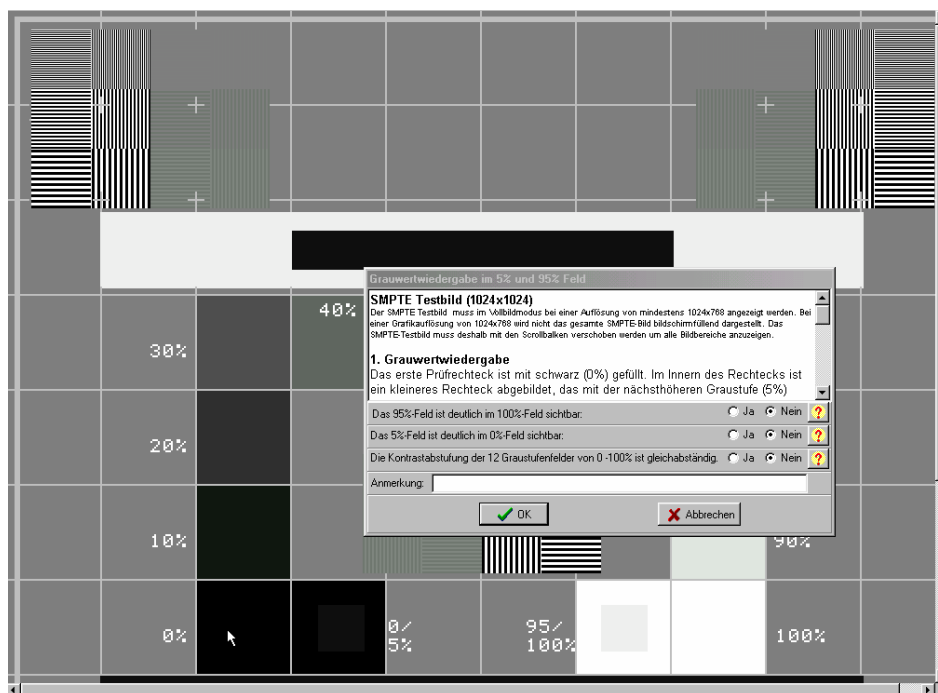 Grauwertwiedergabe im 5% und 95% Feld
SMPTE Testbild (1024x1024)
Der SMPTE Testbild muss im Vollbildmodus bei einer Auflösung von mindestens 1024x768 angezeigt werden. Bei
einer Grafikauflösung von 1024x768 wird nicht das gesamte SMPTE-Bild bildschirmfüllend dargestellt. Das
SMPTE-Testbild muss deshalb mit den Scrollbalken verschoben werden um alle Bildbereiche anzuzeigen.
1. Grauwertwiedergabe
Das erste Prüfrechteck ist mit schwarz (0%) gefüllt. Im Innern des Rechtecks ist
ein kleineres Rechteck abgebildet, das mit der nächsthöheren Graustufe (5%)
Das 95%-Feld ist deutlich im 100%-Feld sichtbar: Ja Nein ?
Das 5%-Feld ist deutlich im 0%-Feld sichtbar: Ja Nein ?
Die Kontrastabstufung der 12 Graustufenfelder von 0 -100% ist gleichabständig. Ja Nein ?
Anmerkung:
OK Abbrechen
40%
30%
20%
10%
90%
0%
0/
5%
95/
100%
100%